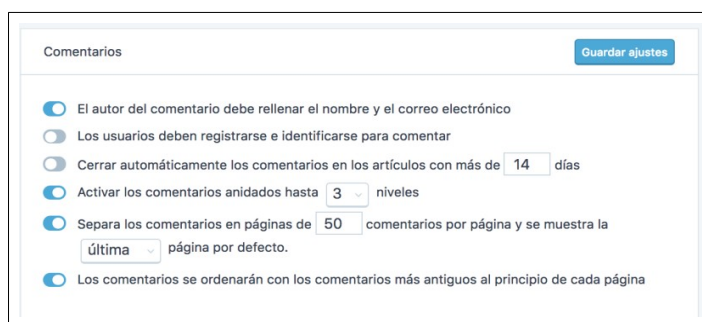 Comentarios
Guardar ajustes
El autor del comentario debe rellenar el nombre y el correo electrónico
Los usuarios deben registrarse e identificarse para comentar
Cerrar automáticamente los comentarios en los artículos con más de 14 días
Activar los comentarios anidados hasta 3 niveles
Separa los comentarios en páginas de 50 comentarios por página y se muestra la
última página por defecto.
Los comentarios se ordenarán con los comentarios más antiguos al principio de cada página